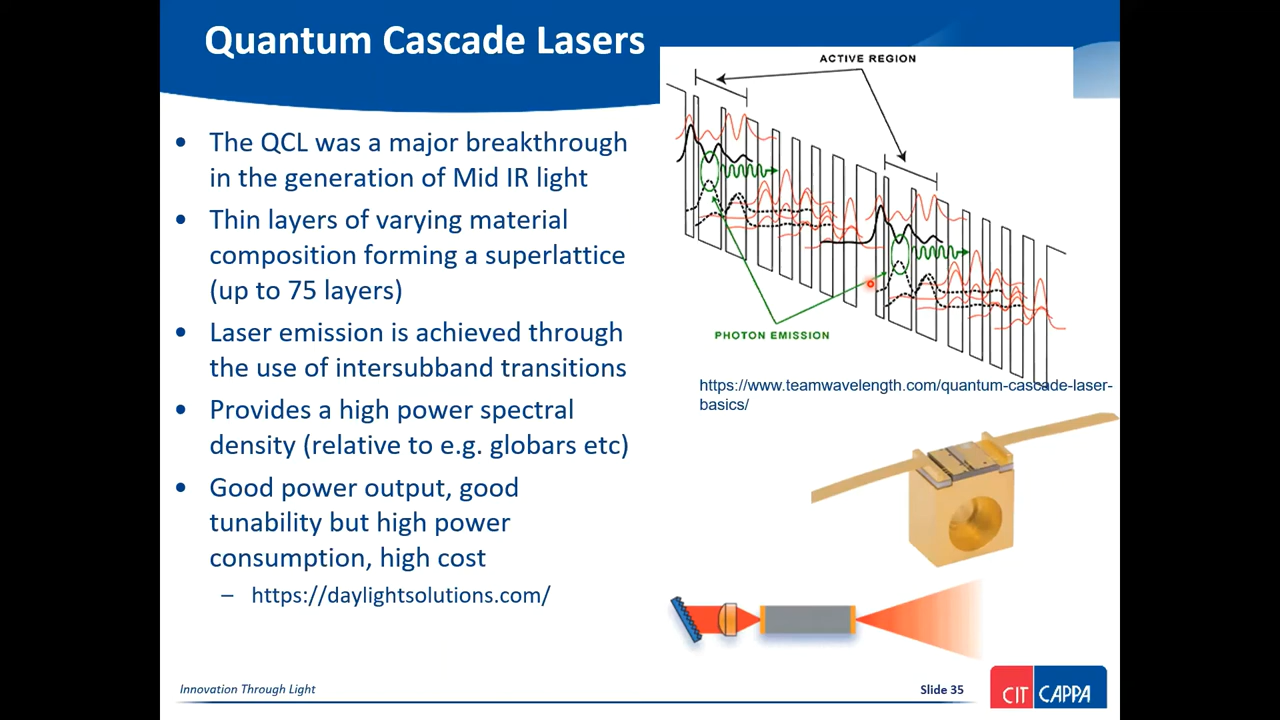 Quantum Cascade Lasers
ACTIVE REGION
• The QCL was a major breakthrough
in the generation of Mid IR light
• Thin layers of varying material
composition forming a superlattice
(up to 75 layers)
• Laser emission is achieved through
the use of intersubband transitions
• Provides a high power spectral
density (relative to e.g. globars etc)
• Good power output, good
tunability but high power
consumption, high cost
– https://daylightsolutions.com/
PHOTON EMISSION
https://www.teamwavelength.com/quantum-cascade-laser-
basics/
Innovation Through Light
Slide 35
CIT CAPPA